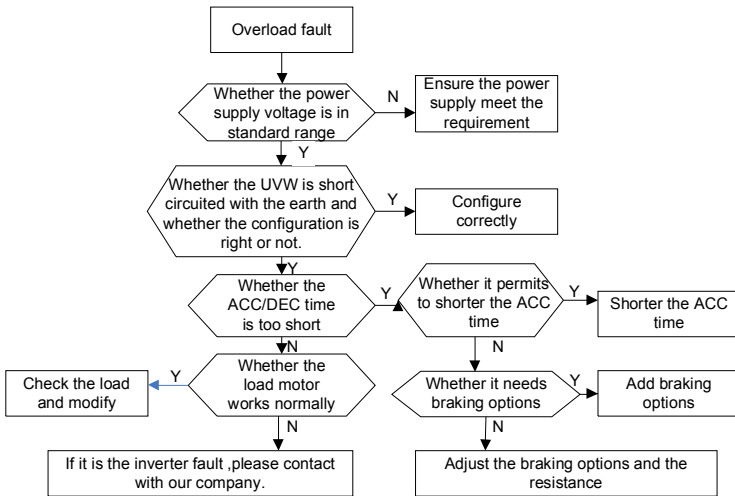 Overload fault
Whether the power
supply voltage is in
standard range
N
Ensure the power
supply meet the
requirement
Y
Whether the UVW is short
circuited with the earth and
whether the configuration is
right or not.
Y
Configure
correctly
Y
Whether the
ACC/DEC time
is too short
Y
Whether it permits
to shorter the ACC
time
Y
Shorter the ACC
time
N
N
Check the load
and modify
Y
Whether the
load motor
works normally
Whether it needs
braking options
Y
Add braking
options
N
N
If it is the inverter fault ,please contact
with our company.
Adjust the braking options and the
resistance